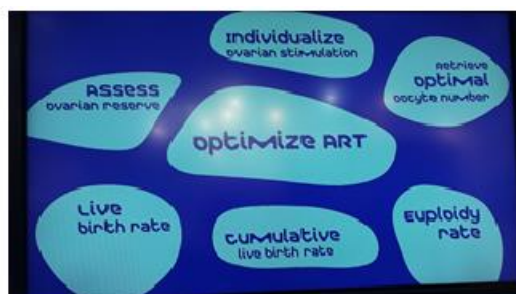 Individualize
ovarian stimulation
Assess
ovarian reserve
Retrieve
optimal
oocyte number
optimize ART
Live
birth rate
Cumulative
live birth rate
Euploidy
rate